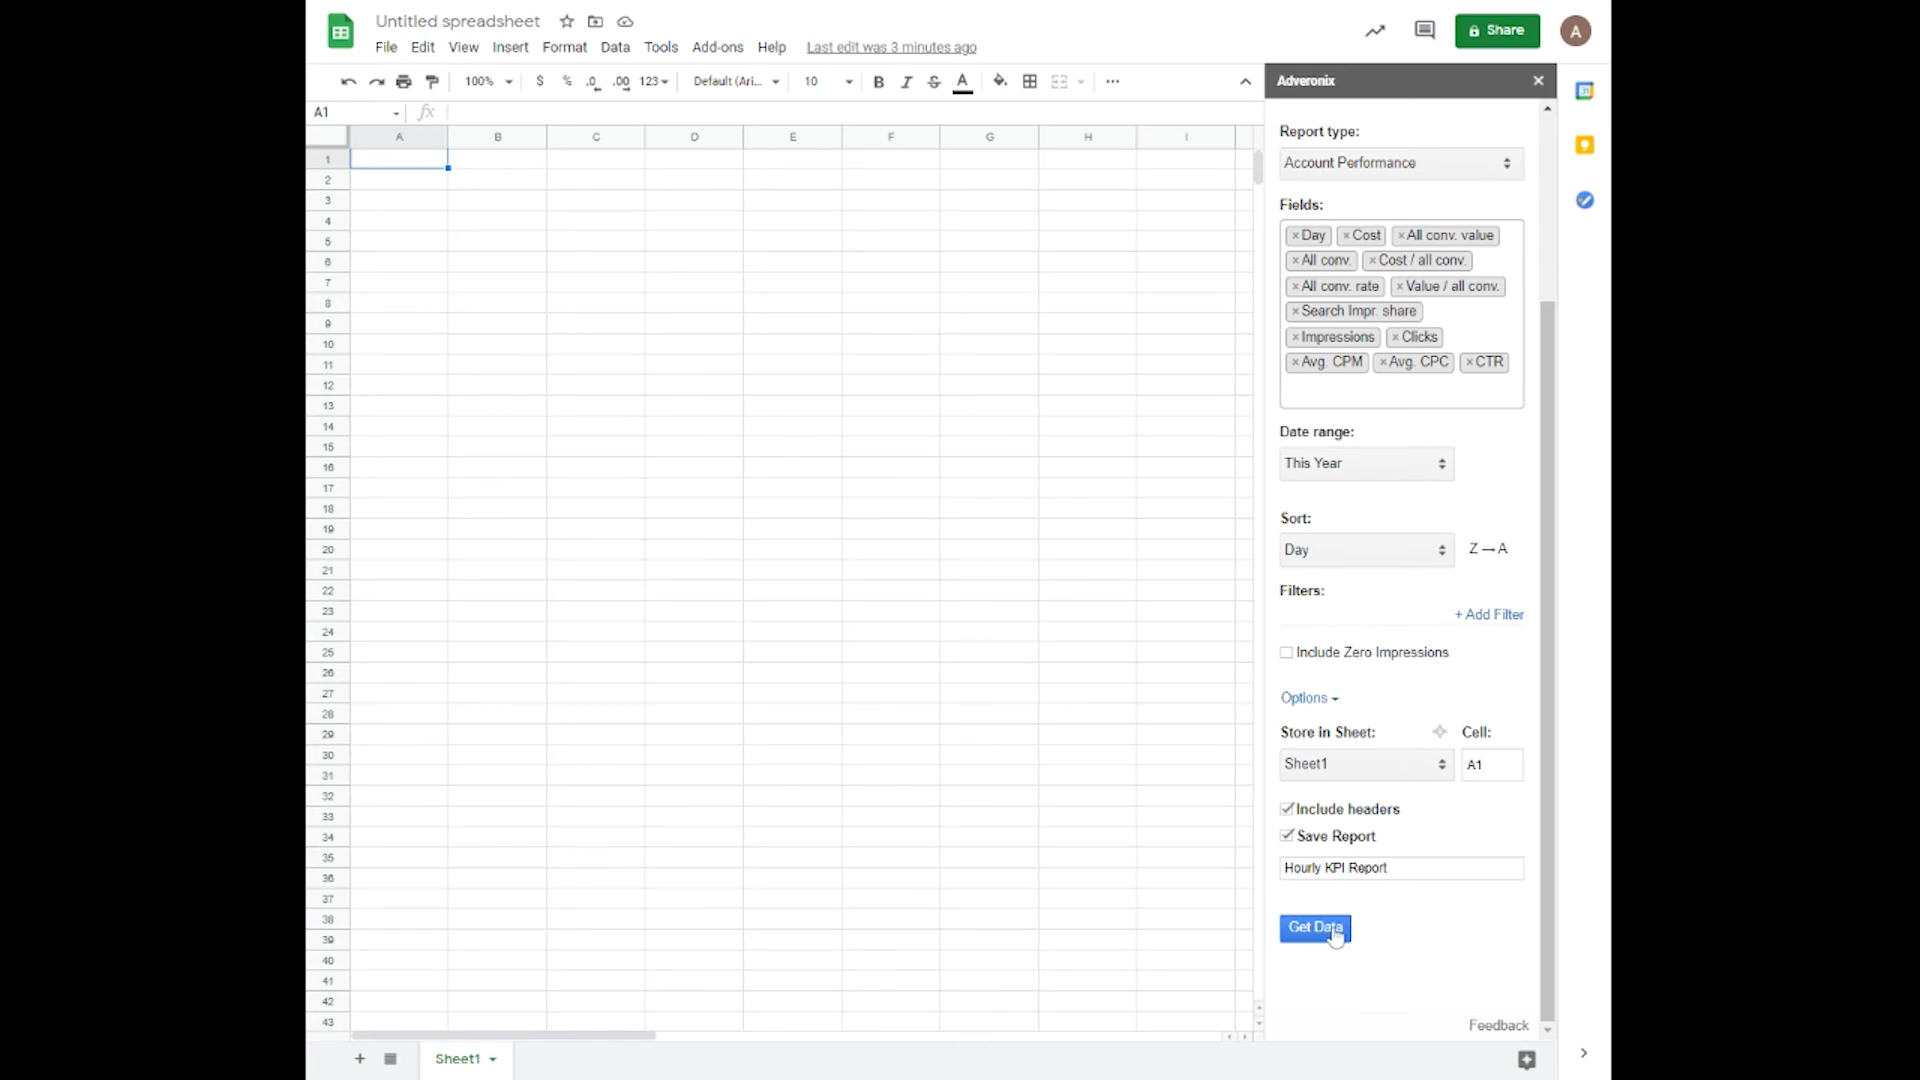 Untitled spreadsheet
File Edit View Insert Format Data Tools Add-ons Help Last edit was 3 minutes ago
Share
A
100% $ % .0 .00 123 Default (Ari... 10 B I S A ...
A1 fx
A B C D E F G H I
1
2
3
4
5
6
7
8
9
10
11
12
13
14
15
16
17
18
19
20
21
22
23
24
25
26
27
28
29
30
31
32
33
34
35
36
37
38
39
40
41
42
43
Sheet1
Adveronix ×
Report type:
Account Performance
Fields:
×Day ×Cost ×All conv. value
×All conv. ×Cost / all conv.
×All conv. rate ×Value / all conv.
×Search Impr. share
×Impressions ×Clicks
×Avg. CPM ×Avg. CPC ×CTR
Date range:
This Year
Sort:
Day Z→A
Filters:
+ Add Filter
Include Zero Impressions
Options
Store in Sheet: Cell:
Sheet1 A1
Include headers
Save Report
Hourly KPI Report
Get Data
Feedback
31